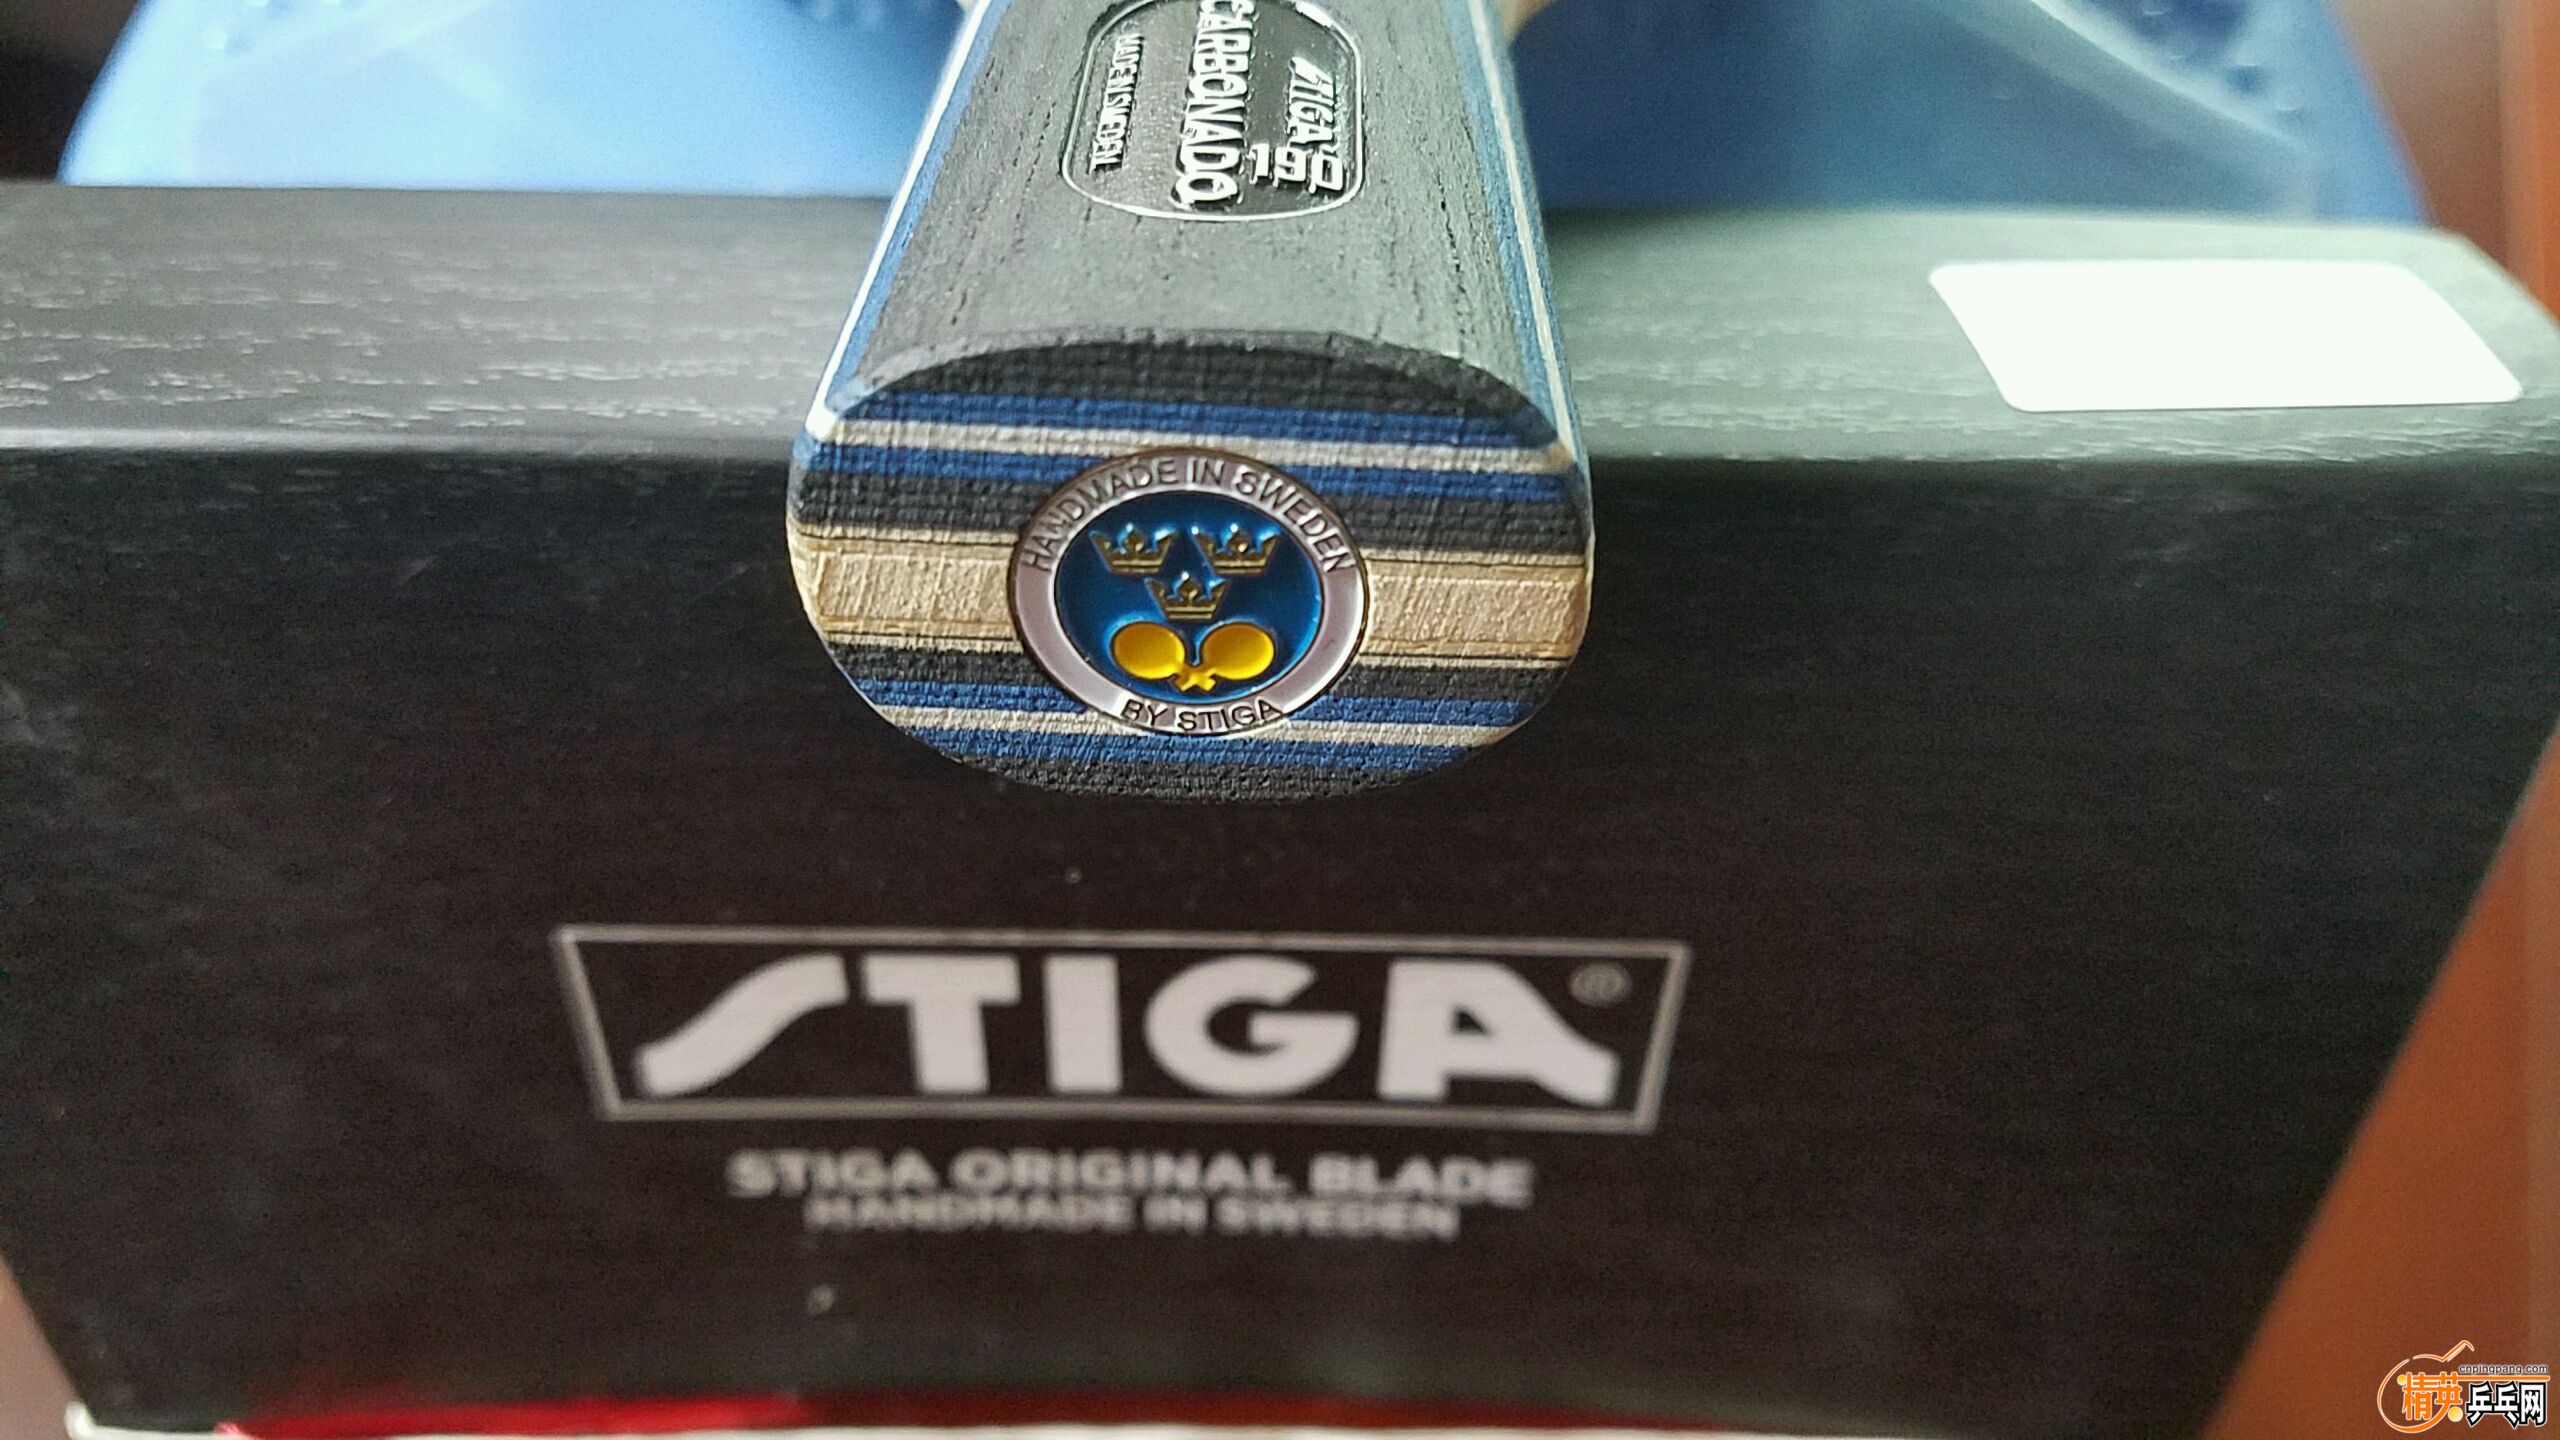 STIGA
CARBONADO
190
MADE IN SWEDEN
HANDMADE IN SWEDEN
BY STIGA
STIGA®
STIGA ORIGINAL BLADE
HANDMADE IN SWEDEN
cnpingpang.com
精英乒乓网